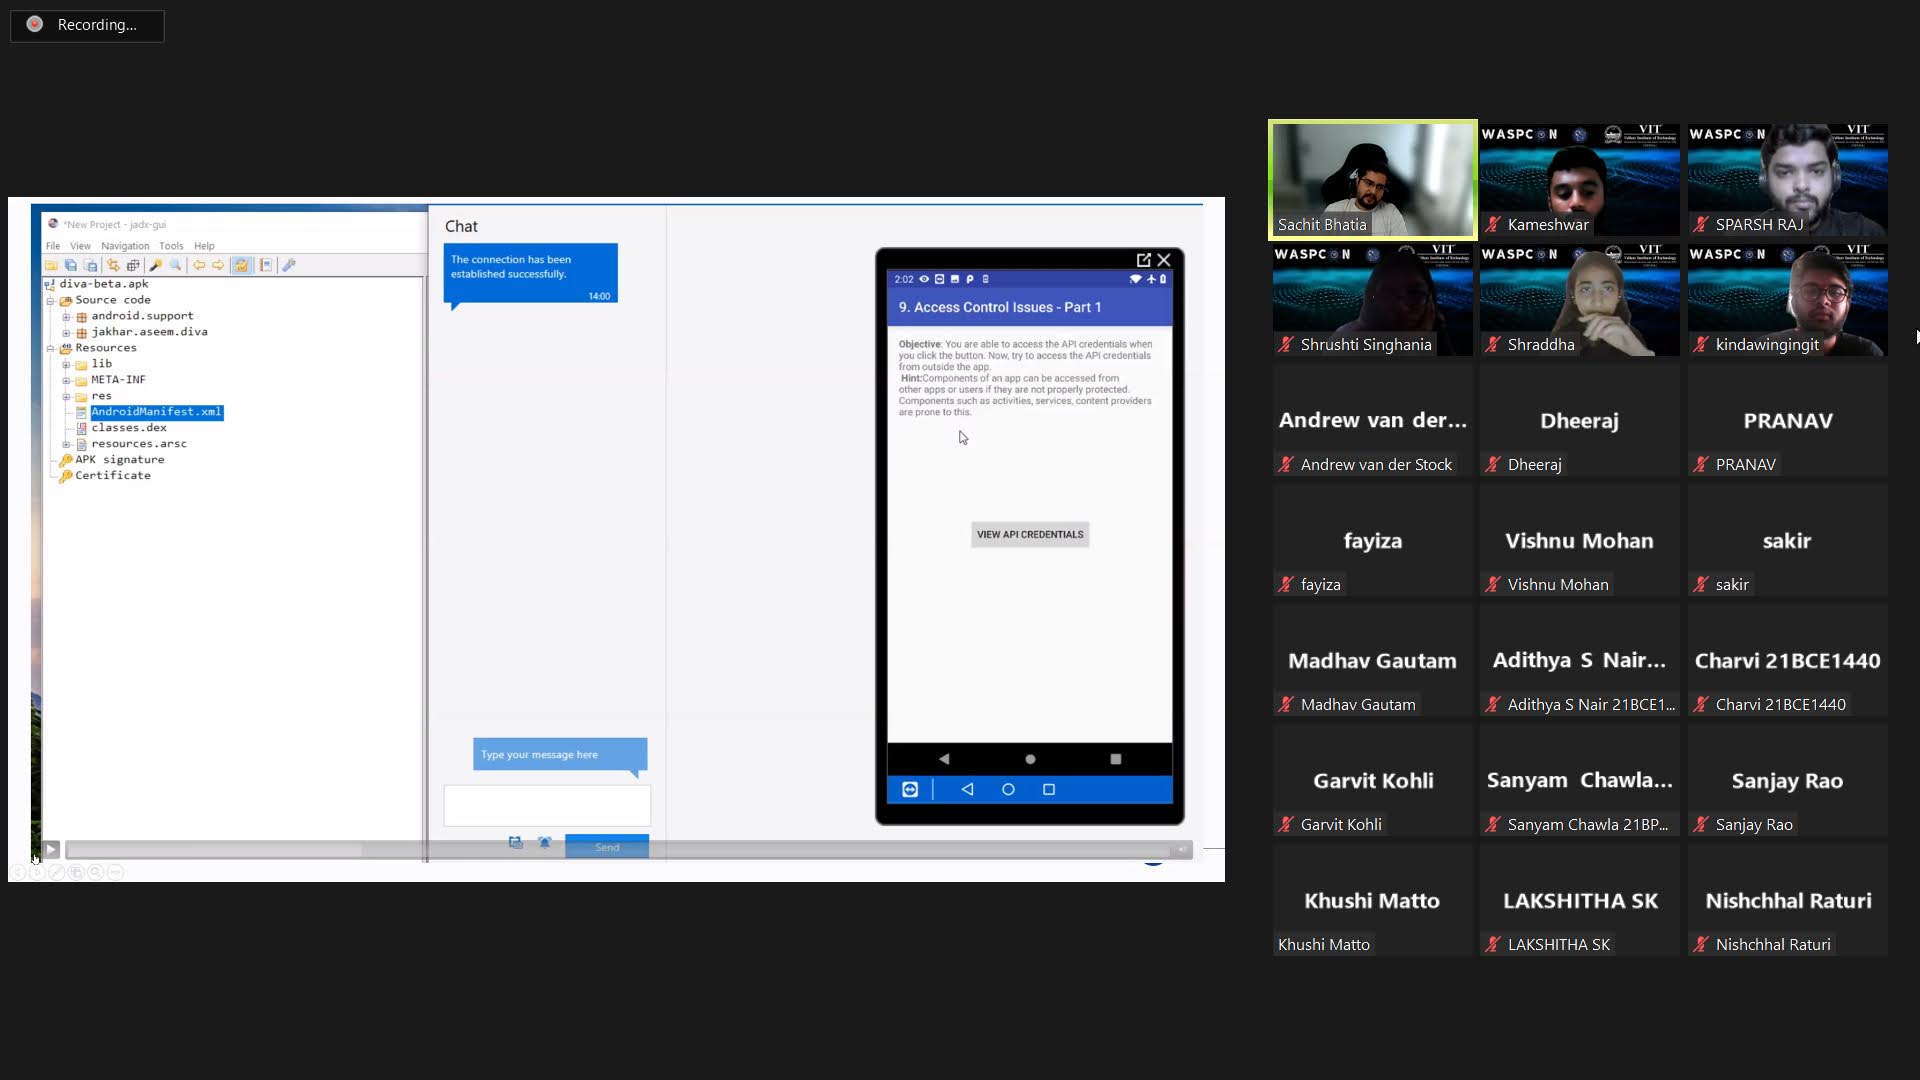 Recording...
*New Project - jadx-gui
File View Navigation Tools Help
diva-beta.apk
Source code
android.support
jakhar.aseem.diva
Resources
lib
META-INF
res
AndroidManifest.xml
classes.dex
resources.arsc
APK signature
Certificate
Chat
The connection has been
established successfully.
14:00
Type your message here
Send
2:02
9. Access Control Issues - Part 1
Objective: You are able to access the API credentials when
you click the button. Now, try to access the API credentials
from outside the app.
Hint:Components of an app can be accessed from
other apps or users if they are not properly protected.
Components such as activities, services, content providers
are prone to this.
VIEW API CREDENTIALS
Sachit Bhatia
WASPCON VIT
Kameshwar
WASPCON VIT
SPARSH RAJ
WASPCON VIT
Shrushti Singhania
WASPCON VIT
Shraddha
WASPCON VIT
kindawingingit
Andrew van der...
Andrew van der Stock
Dheeraj
Dheeraj
PRANAV
PRANAV
fayiza
fayiza
Vishnu Mohan
Vishnu Mohan
sakir
sakir
Madhav Gautam
Madhav Gautam
Adithya S Nair...
Adithya S Nair 21BCE1...
Charvi 21BCE1440
Charvi 21BCE1440
Garvit Kohli
Garvit Kohli
Sanyam Chawla...
Sanyam Chawla 21BP...
Sanjay Rao
Sanjay Rao
Khushi Matto
Khushi Matto
LAKSHITHA SK
LAKSHITHA SK
Nishchhal Raturi
Nishchhal Raturi